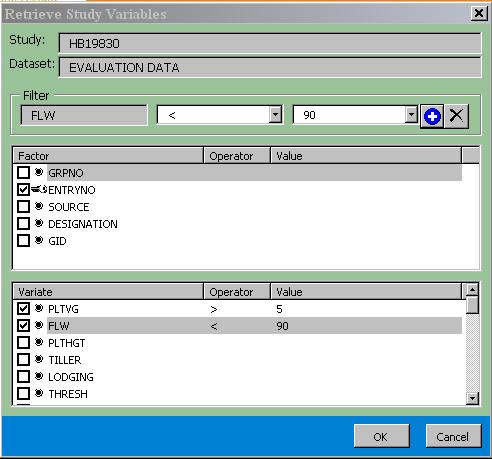 Retrieve Study Variables
Study: HB19830
Dataset: EVALUATION DATA
Filter
FLW < 90
Factor Operator Value
GRPNO
ENTRYNO
SOURCE
DESIGNATION
GID
Variate Operator Value
PLTVG > 5
FLW < 90
PLTHGT
TILLER
LODGING
THRESH
OK Cancel